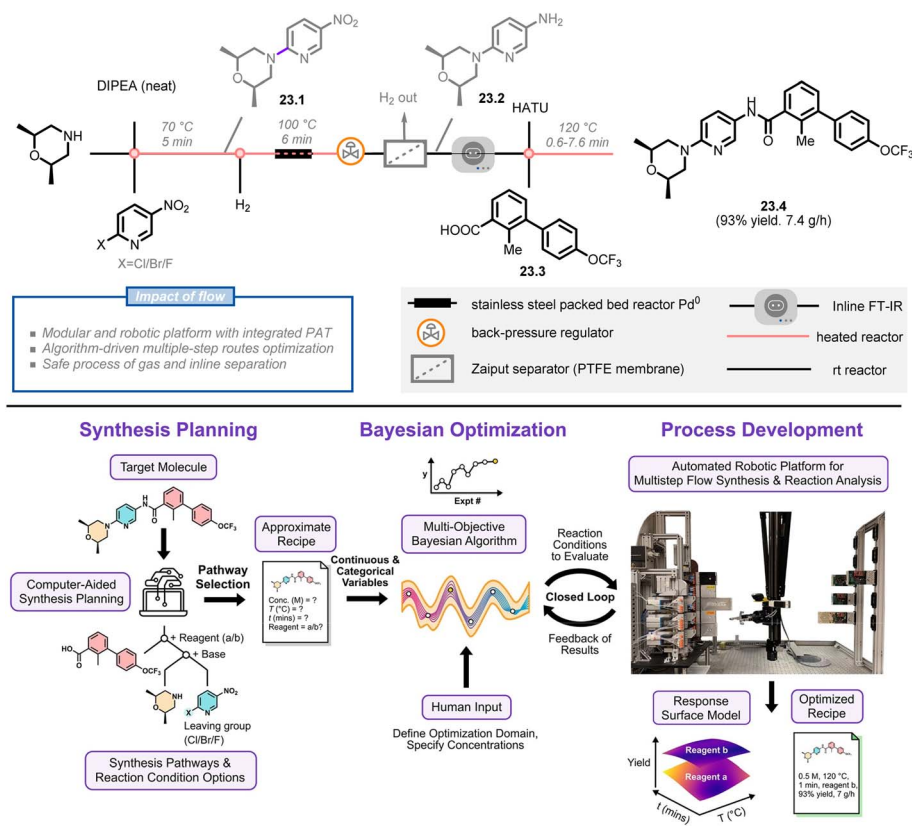 DIPEA (neat)
NH
O
70 °C
5 min
NO₂
N
N
O
23.1
100 °C
6 min
H₂
NO₂
X
N
X=Cl/Br/F
H₂ out
NH₂
N
N
O
23.2
HATU
120 °C
0.6-7.6 min
HOOC
Me
OCF₃
23.3
H
N
O
Me
OCF₃
N
N
O
23.4
(93% yield. 7.4 g/h)
Impact of flow
Modular and robotic platform with integrated PAT
Algorithm-driven multiple-step routes optimization
Safe process of gas and inline separation
stainless steel packed bed reactor Pd⁰
back-pressure regulator
Zaiput separator (PTFE membrane)
Inline FT-IR
heated reactor
rt reactor
Synthesis Planning
Target Molecule
H
N
O
OCF₃
N
N
O
Computer-Aided
Synthesis Planning
Pathway
Selection
Approximate
Recipe
Conc. (M) = ?
T (°C) = ?
t (mins) = ?
Reagent = a/b?
+ Reagent (a/b)
+ Base
O
HO
OCF₃
NH
O
NO₂
X
N
Leaving group
(Cl/Br/F)
Synthesis Pathways &
Reaction Condition Options
Bayesian Optimization
y
Expt #
Multi-Objective
Bayesian Algorithm
Continuous &
Categorical
Variables
Human Input
Define Optimization Domain,
Specify Concentrations
Reaction
Conditions
to Evaluate
Closed Loop
Feedback of
Results
Process Development
Automated Robotic Platform for
Multistep Flow Synthesis & Reaction Analysis
Response
Surface Model
Yield
Reagent b
Reagent a
t (mins)
T (°C)
Optimized
Recipe
0.5 M, 120 °C,
1 min, reagent b,
93% yield, 7 g/h